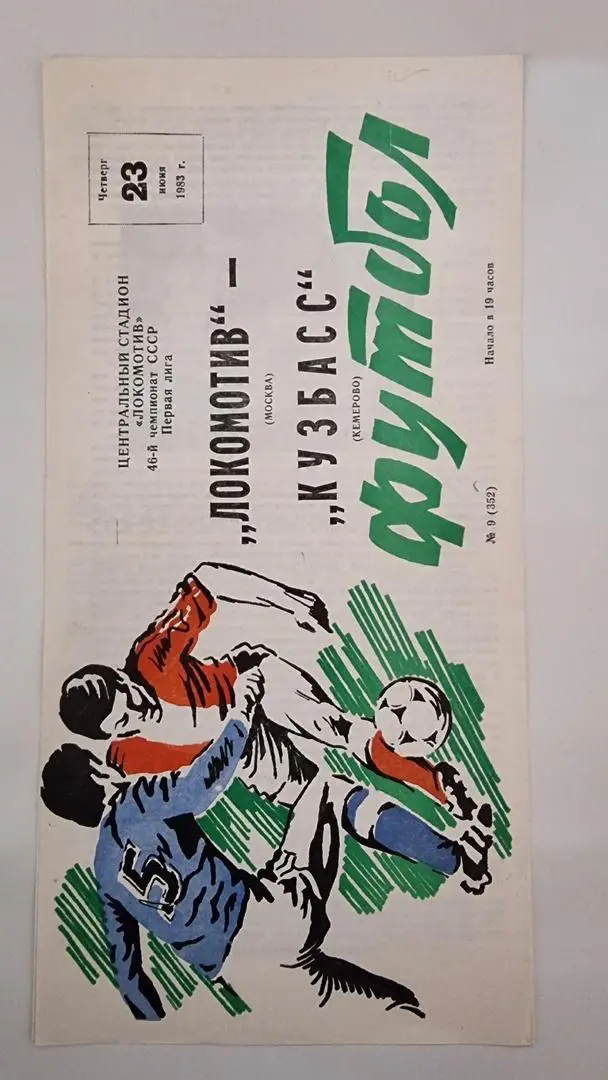 Четверг
23
июня
1983 г.
ЦЕНТРАЛЬНЫЙ СТАДИОН
«ЛОКОМОТИВ»
46-й чемпионат СССР
Первая лига
„ЛОКОМОТИВ“ —
(МОСКВА)
„КУЗБАСС“
(КЕМЕРОВО)
футбол
№ 9 (352)
Начало в 19 часов
5